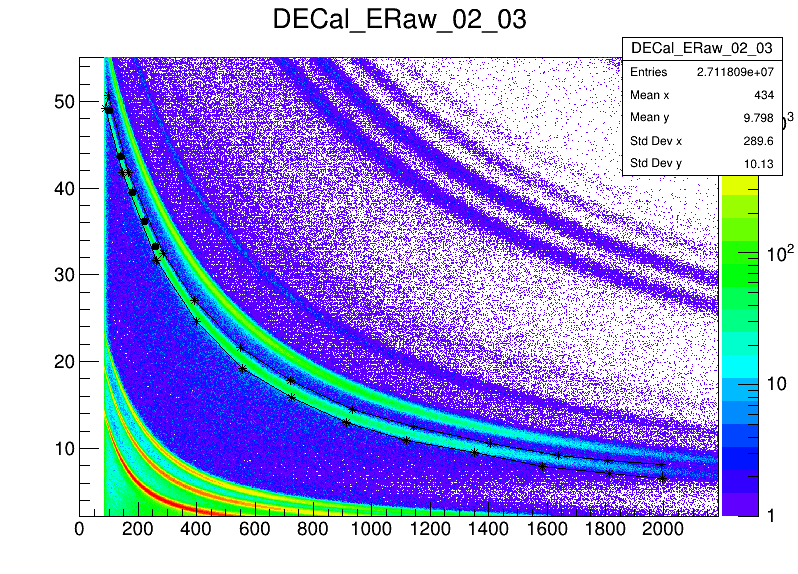 DECal_ERaw_02_03
DECal_ERaw_02_03
Entries 2.711809e+07
Mean x 434
Mean y 9.798
Std Dev x 289.6
Std Dev y 10.13
50
40
30
20
10
0 200 400 600 800 1000 1200 1400 1600 1800 2000
3
10²
10
1